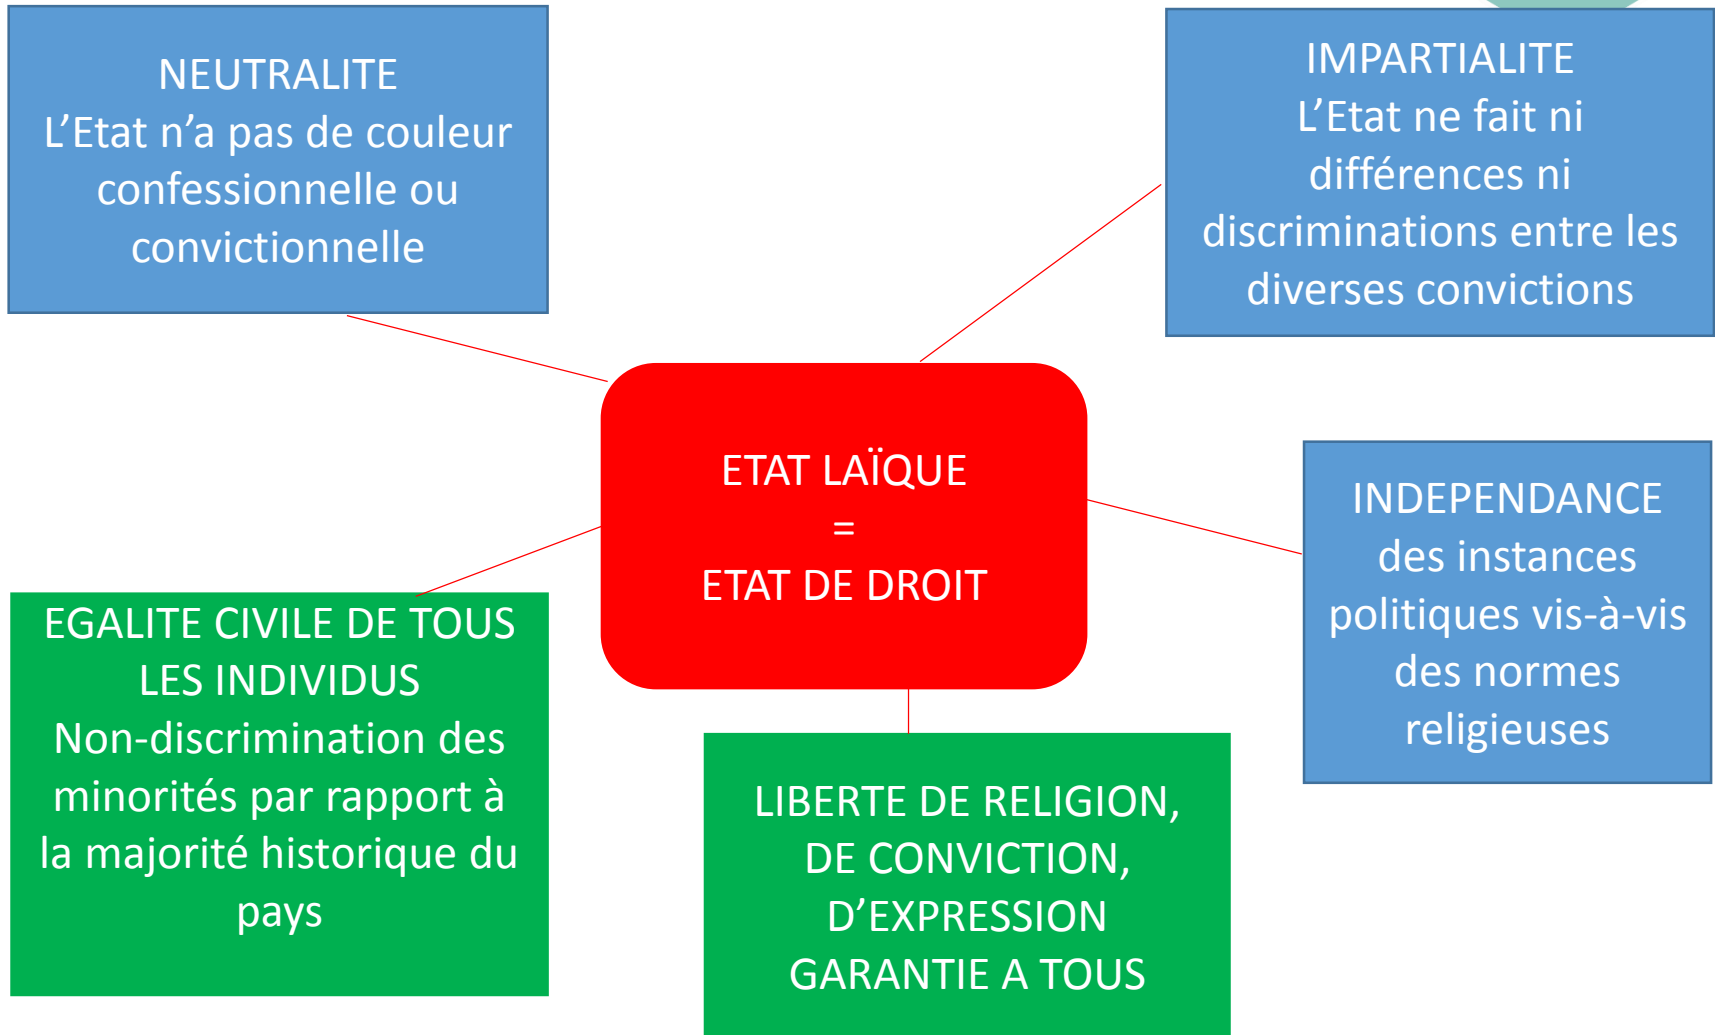 NEUTRALITE
L’Etat n’a pas de couleur
confessionnelle ou
convictionnelle
IMPARTIALITE
L’Etat ne fait ni
différences ni
discriminations entre les
diverses convictions
ETAT LAÏQUE
=
ETAT DE DROIT
INDEPENDANCE
des instances
politiques vis-à-vis
des normes
religieuses
EGALITE CIVILE DE TOUS
LES INDIVIDUS
Non-discrimination des
minorités par rapport à
la majorité historique du
pays
LIBERTE DE RELIGION,
DE CONVICTION,
D’EXPRESSION
GARANTIE A TOUS